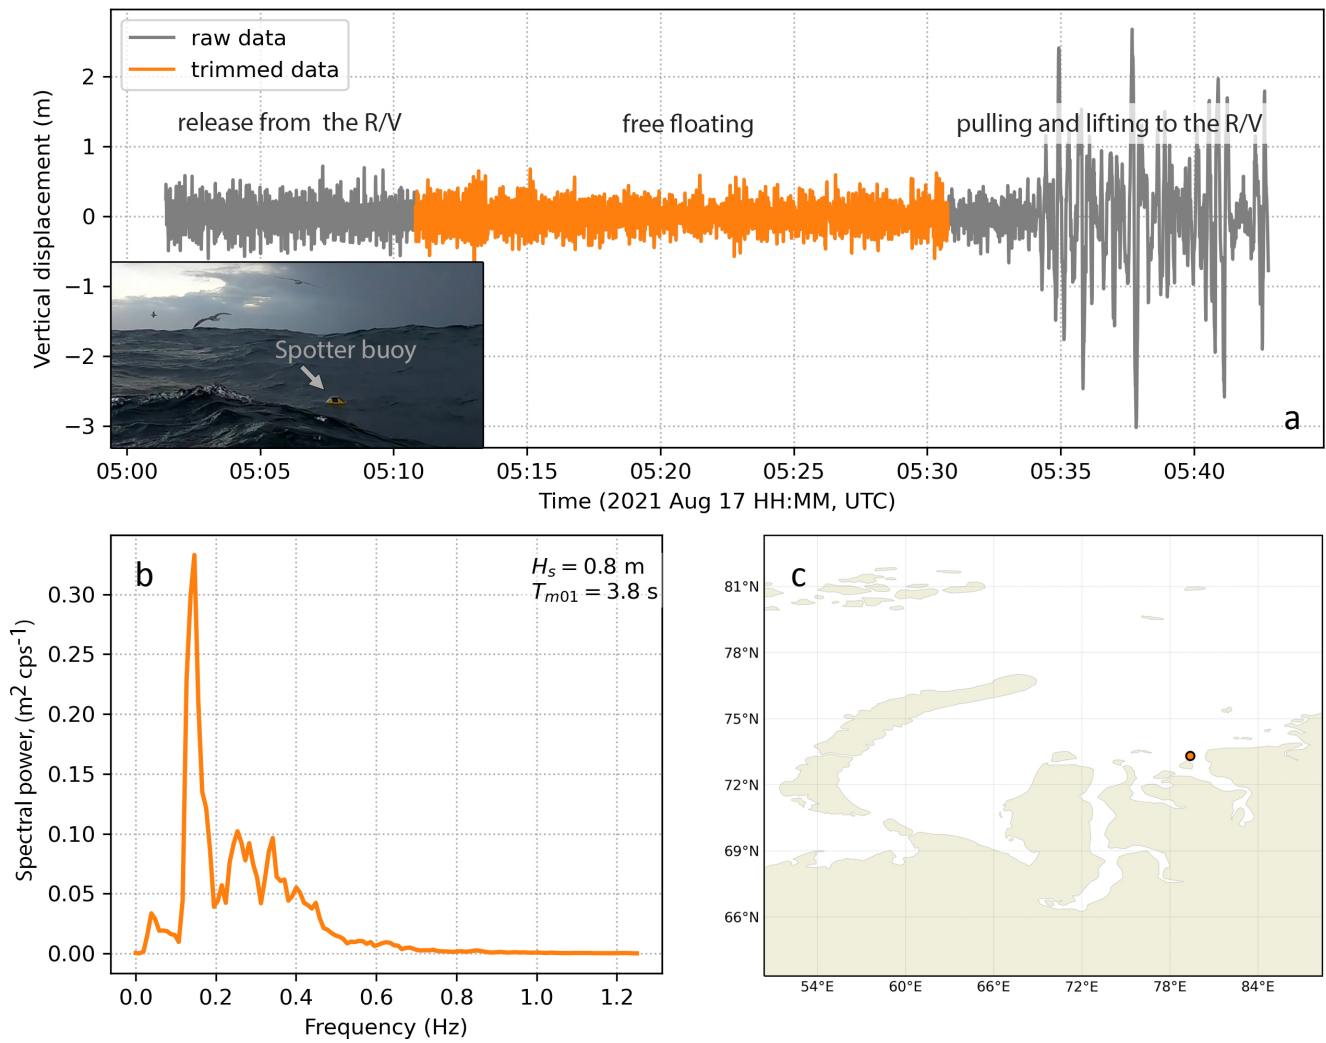 raw data
trimmed data
release from the R/V
free floating
pulling and lifting to the R/V
Vertical displacement (m)
2
1
0
−1
−2
−3
Spotter buoy
a
05:00 05:05 05:10 05:15 05:20 05:25 05:30 05:35 05:40
Time (2021 Aug 17 HH:MM, UTC)
b
Hs = 0.8 m
Tm01 = 3.8 s
Spectral power, (m2 cps-1)
0.30
0.25
0.20
0.15
0.10
0.05
0.00
0.0 0.2 0.4 0.6 0.8 1.0 1.2
Frequency (Hz)
c
81°N
78°N
75°N
72°N
69°N
66°N
54°E 60°E 66°E 72°E 78°E 84°E